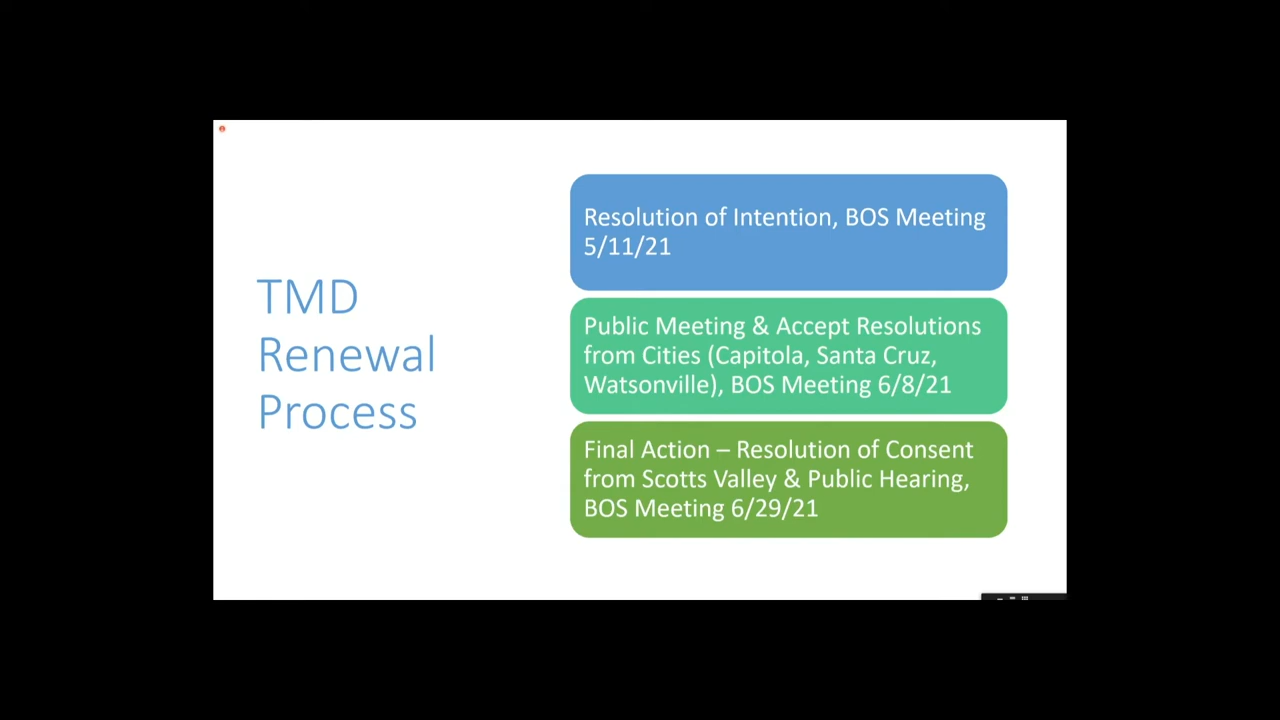 TMD
Renewal
Process
Resolution of Intention, BOS Meeting
5/11/21
Public Meeting & Accept Resolutions
from Cities (Capitola, Santa Cruz,
Watsonville), BOS Meeting 6/8/21
Final Action – Resolution of Consent
from Scotts Valley & Public Hearing,
BOS Meeting 6/29/21